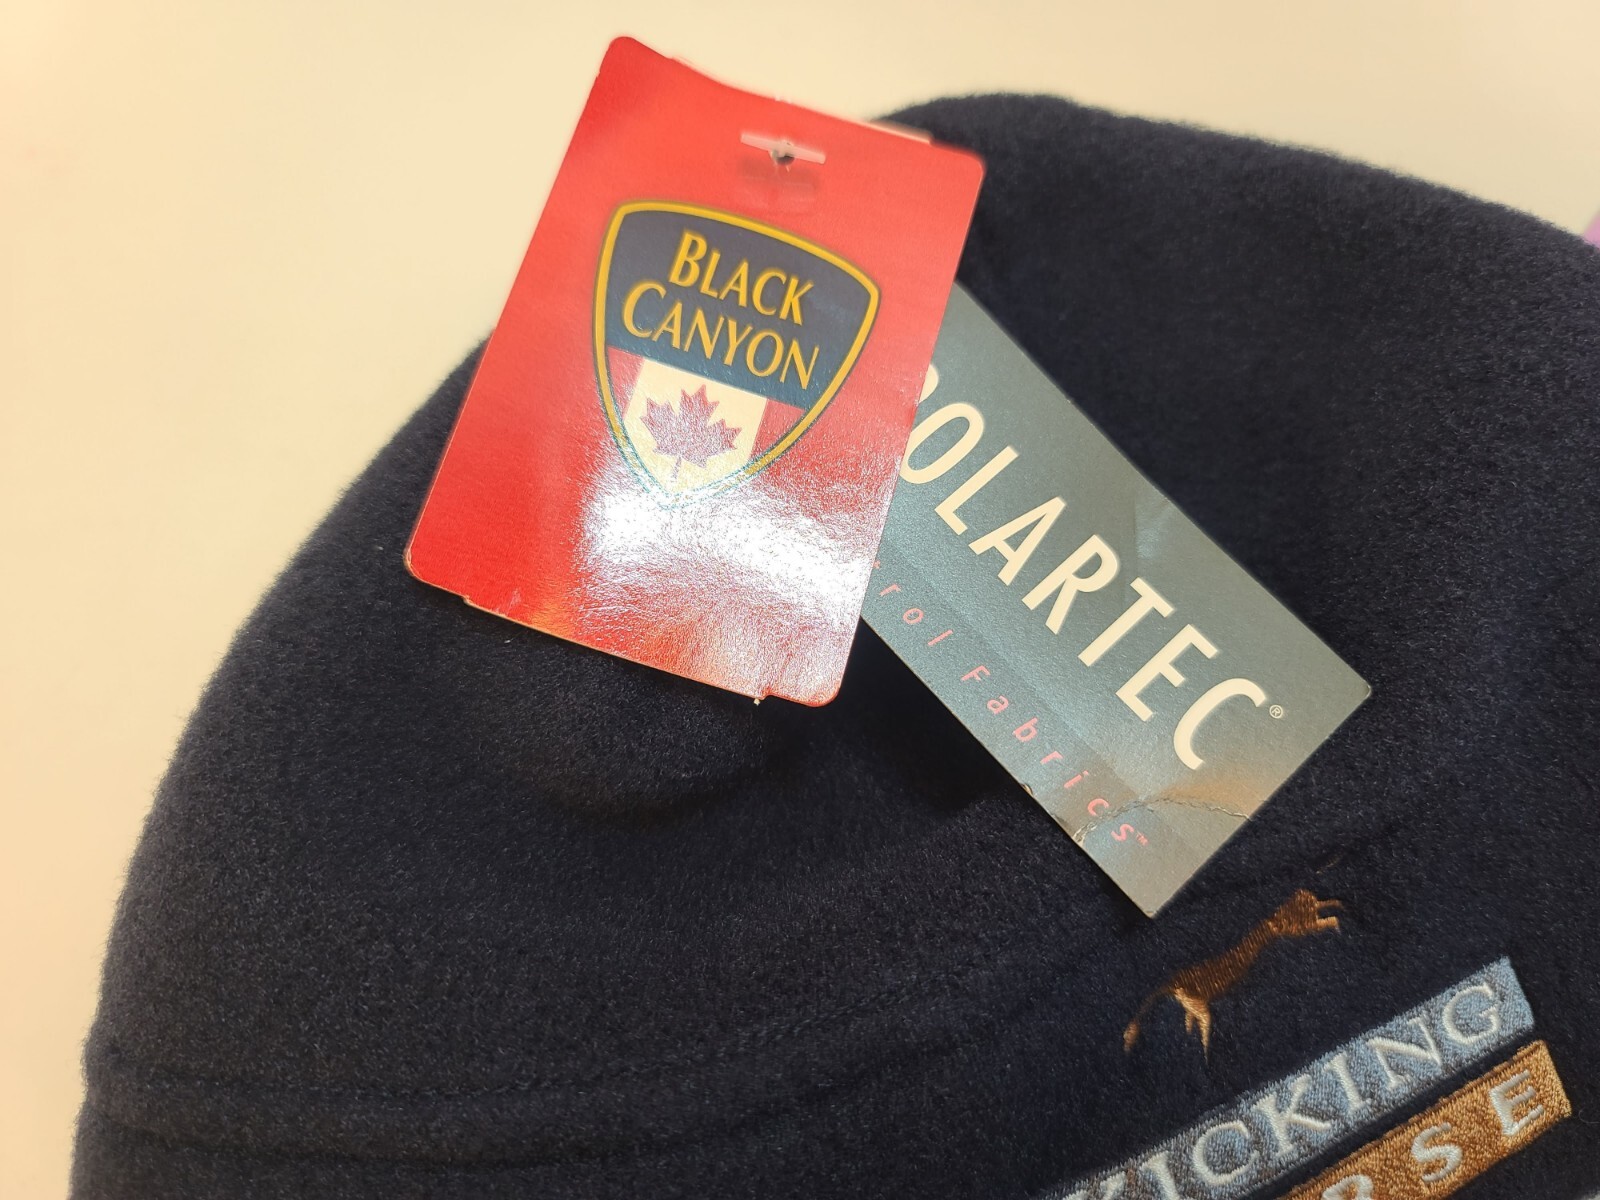 BLACK
CANYON
OLARTEC®
rol Fabrics™
KICKING
RSE